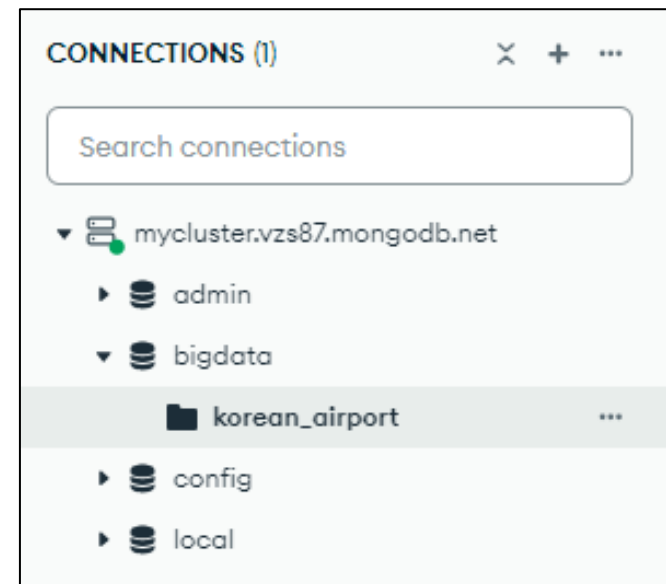 CONNECTIONS (1)
Search connections
mycluster.vzs87.mongodb.net
admin
bigdata
korean_airport
config
local